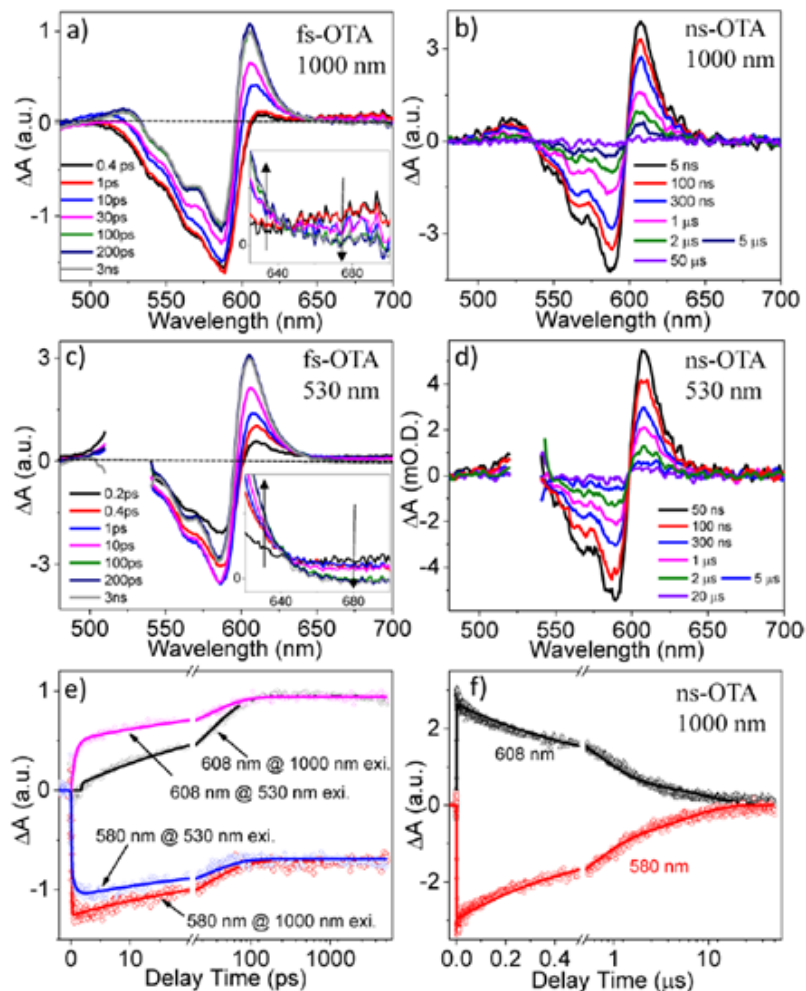 a)
fs-OTA
1000 nm
1
0
-1
ΔA (a.u.)
0.4 ps
1ps
10ps
30ps
100ps
200ps
3ns
0
640
680
500
550
600
650
700
Wavelength (nm)
b)
ns-OTA
1000 nm
3
0
-3
ΔA (a.u.)
5 ns
100 ns
300 ns
1 μs
2 μs
5 μs
50 μs
500
550
600
650
700
Wavelength (nm)
c)
fs-OTA
530 nm
3
0
-3
ΔA (a.u.)
0.2ps
0.4ps
1ps
10ps
100ps
200ps
3ns
0
640
680
500
550
600
650
700
Wavelength (nm)
d)
ns-OTA
530 nm
4
2
0
-2
-4
ΔA (mO.D.)
50 ns
100 ns
300 ns
1 μs
2 μs
5 μs
20 μs
500
550
600
650
700
Wavelength (nm)
e)
1
0
-1
ΔA (a.u.)
608 nm @ 1000 nm exi.
608 nm @ 530 nm exi.
580 nm @ 530 nm exi.
580 nm @ 1000 nm exi.
0
10
100
1000
Delay Time (ps)
f)
ns-OTA
1000 nm
2
0
-2
ΔA (a.u.)
608 nm
580 nm
0.0
0.2
0.4
1
10
Delay Time (μs)